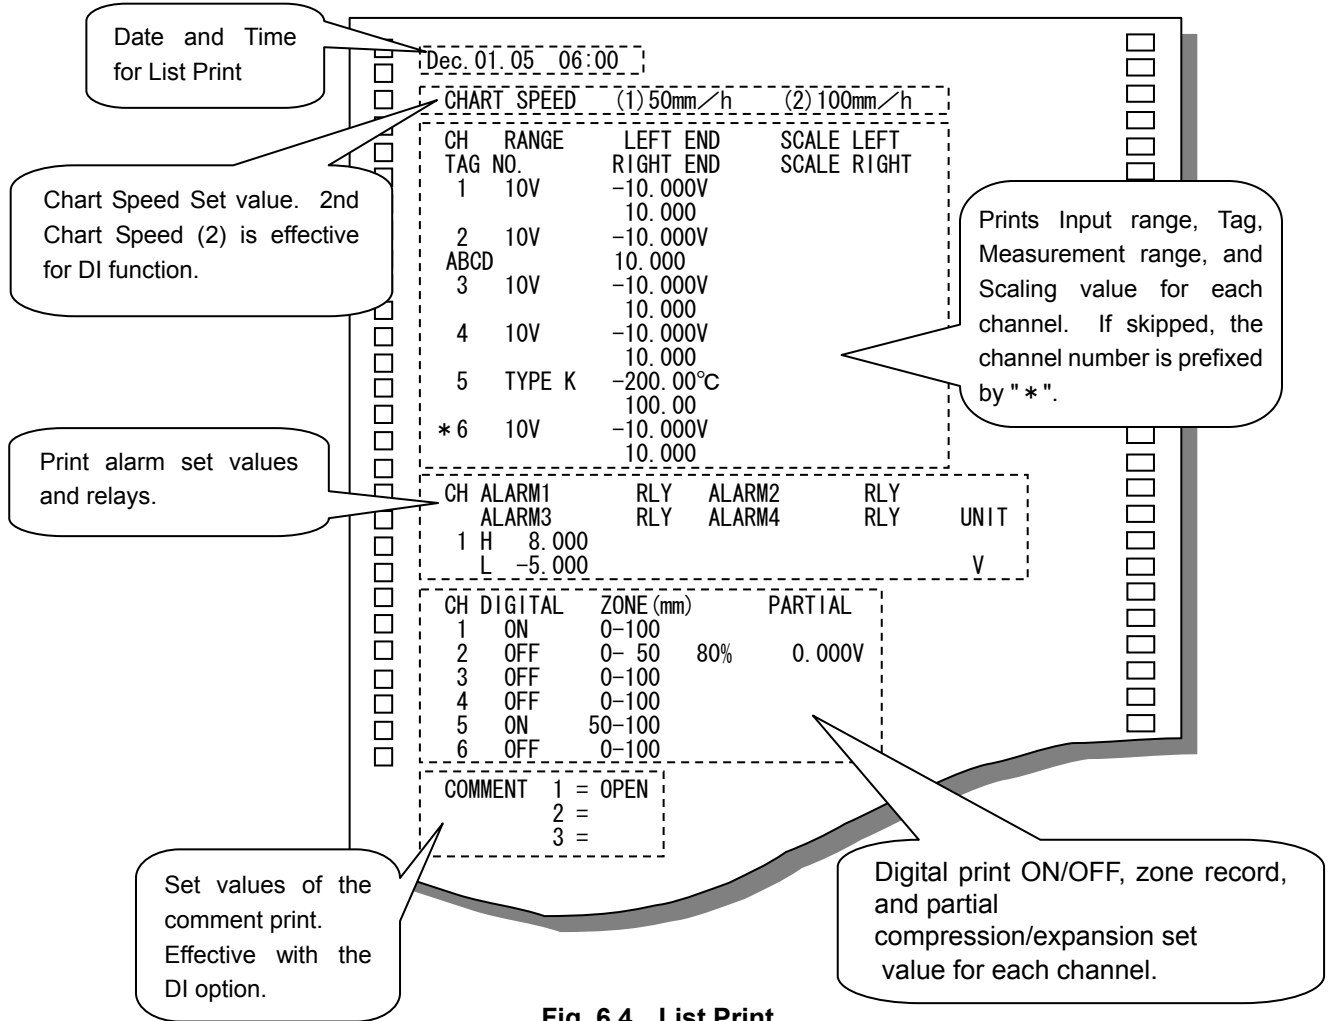 Date and Time
for List Print
Dec.01.05 06:00
CHART SPEED (1)50mm／h (2)100mm／h
Chart Speed Set value. 2nd
Chart Speed (2) is effective
for DI function.
CH RANGE LEFT END SCALE LEFT
TAG NO. RIGHT END SCALE RIGHT
1 10V −10.000V
10.000
2 10V −10.000V
ABCD 10.000
3 10V −10.000V
10.000
4 10V −10.000V
10.000
5 TYPE K −200.00℃
100.00
＊6 10V −10.000V
10.000
Prints Input range, Tag,
Measurement range, and
Scaling value for each
channel. If skipped, the
channel number is prefixed
by "＊".
Print alarm set values
and relays.
CH ALARM1 RLY ALARM2 RLY
ALARM3 RLY ALARM4 RLY UNIT
1 H 8.000
L −5.000 V
CH DIGITAL ZONE(mm) PARTIAL
1 ON 0−100
2 OFF 0− 50 80% 0.000V
3 OFF 0−100
4 OFF 0−100
5 ON 50−100
6 OFF 0−100
COMMENT 1 = OPEN
2 =
3 =
Set values of the
comment print.
Effective with the
DI option.
Digital print ON/OFF, zone record,
and partial
compression/expansion set
value for each channel.
Fig. 6.4 List Print